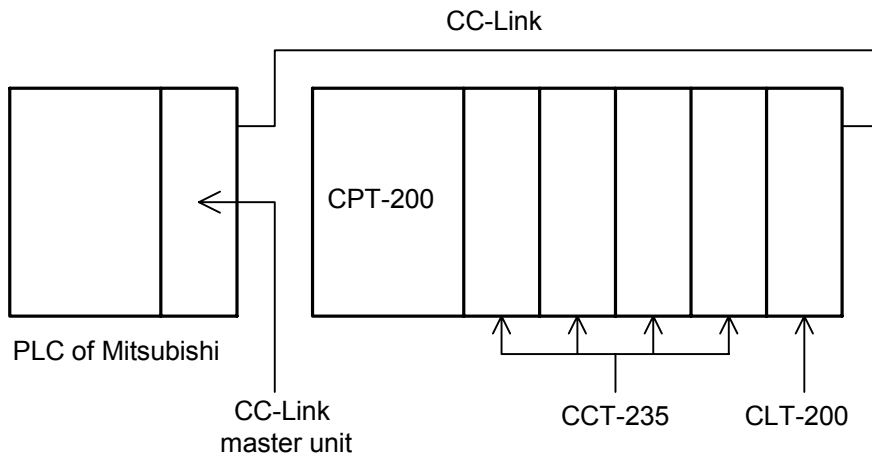 CC-Link
CPT-200
PLC of Mitsubishi
CC-Link
master unit
CCT-235
CLT-200